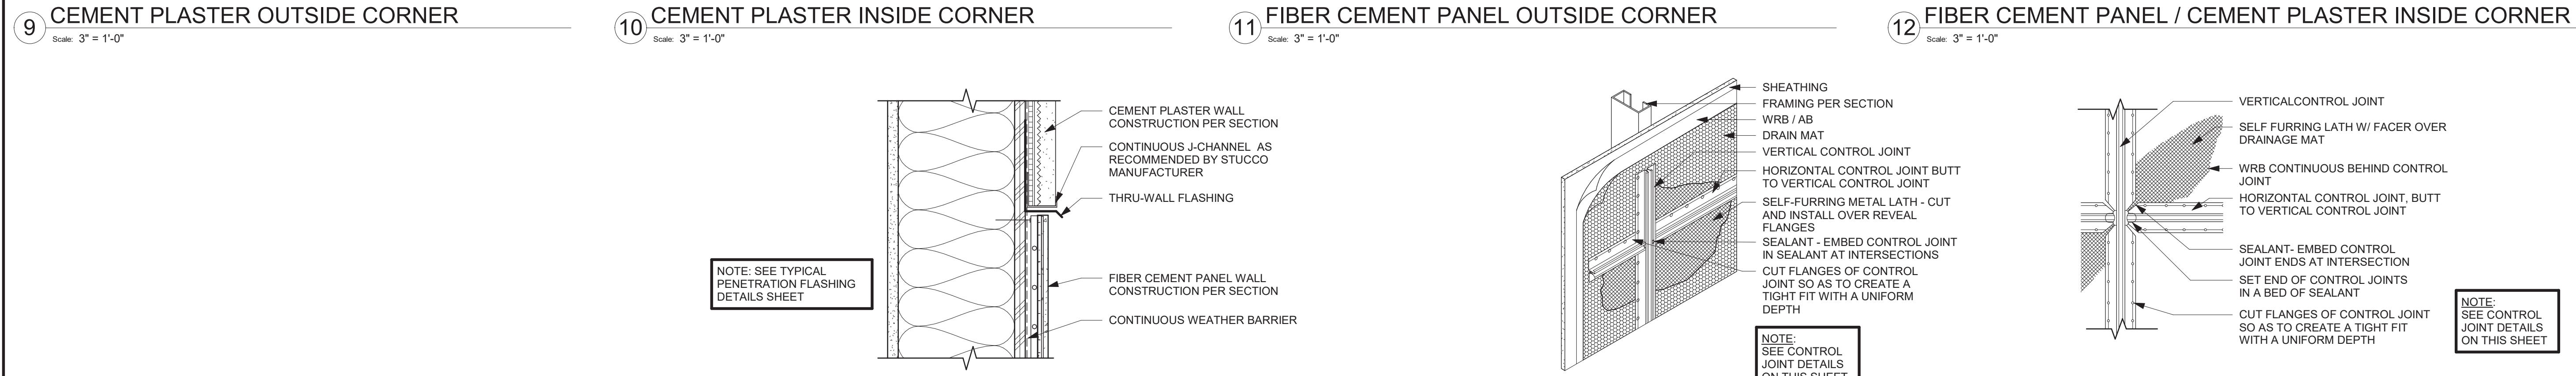 9
CEMENT PLASTER OUTSIDE CORNER
Scale: 3" = 1'-0"
10
CEMENT PLASTER INSIDE CORNER
Scale: 3" = 1'-0"
11
FIBER CEMENT PANEL OUTSIDE CORNER
Scale: 3" = 1'-0"
12
FIBER CEMENT PANEL / CEMENT PLASTER INSIDE CORNER
Scale: 3" = 1'-0"
NOTE: SEE TYPICAL
PENETRATION FLASHING
DETAILS SHEET
CEMENT PLASTER WALL
CONSTRUCTION PER SECTION
CONTINUOUS J-CHANNEL AS
RECOMMENDED BY STUCCO
MANUFACTURER
THRU-WALL FLASHING
FIBER CEMENT PANEL WALL
CONSTRUCTION PER SECTION
CONTINUOUS WEATHER BARRIER
SHEATHING
FRAMING PER SECTION
WRB / AB
DRAIN MAT
VERTICAL CONTROL JOINT
HORIZONTAL CONTROL JOINT BUTT
TO VERTICAL CONTROL JOINT
SELF-FURRING METAL LATH - CUT
AND INSTALL OVER REVEAL
FLANGES
SEALANT - EMBED CONTROL JOINT
IN SEALANT AT INTERSECTIONS
CUT FLANGES OF CONTROL
JOINT SO AS TO CREATE A
TIGHT FIT WITH A UNIFORM
DEPTH
NOTE:
SEE CONTROL
JOINT DETAILS
ON THIS SHEET
VERTICALCONTROL JOINT
SELF FURRING LATH W/ FACER OVER
DRAINAGE MAT
WRB CONTINUOUS BEHIND CONTROL
JOINT
HORIZONTAL CONTROL JOINT, BUTT
TO VERTICAL CONTROL JOINT
SEALANT- EMBED CONTROL
JOINT ENDS AT INTERSECTION
SET END OF CONTROL JOINTS
IN A BED OF SEALANT
CUT FLANGES OF CONTROL JOINT
SO AS TO CREATE A TIGHT FIT
WITH A UNIFORM DEPTH
NOTE:
SEE CONTROL
JOINT DETAILS
ON THIS SHEET